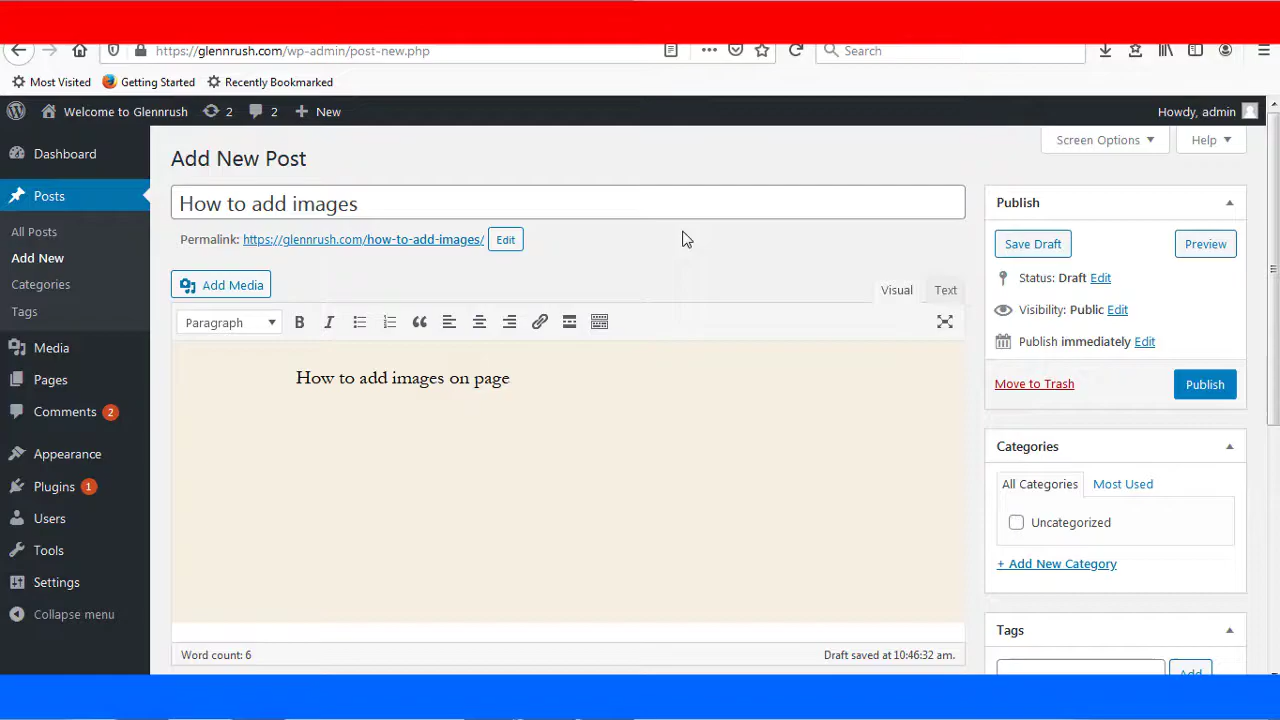 https://glennrush.com/wp-admin/post-new.php
Search
Most Visited
Getting Started
Recently Bookmarked
Welcome to Glennrush
2
2
New
Howdy, admin
Dashboard
Posts
All Posts
Add New
Categories
Tags
Media
Pages
Comments 2
Appearance
Plugins 1
Users
Tools
Settings
Collapse menu
Screen Options
Help
Add New Post
How to add images
Permalink: https://glennrush.com/how-to-add-images/ Edit
Add Media
Visual
Text
Paragraph
B I
How to add images on page
Word count: 6
Draft saved at 10:46:32 am.
Publish
Save Draft
Preview
Status: Draft Edit
Visibility: Public Edit
Publish immediately Edit
Move to Trash
Publish
Categories
All Categories
Most Used
Uncategorized
+ Add New Category
Tags
Add